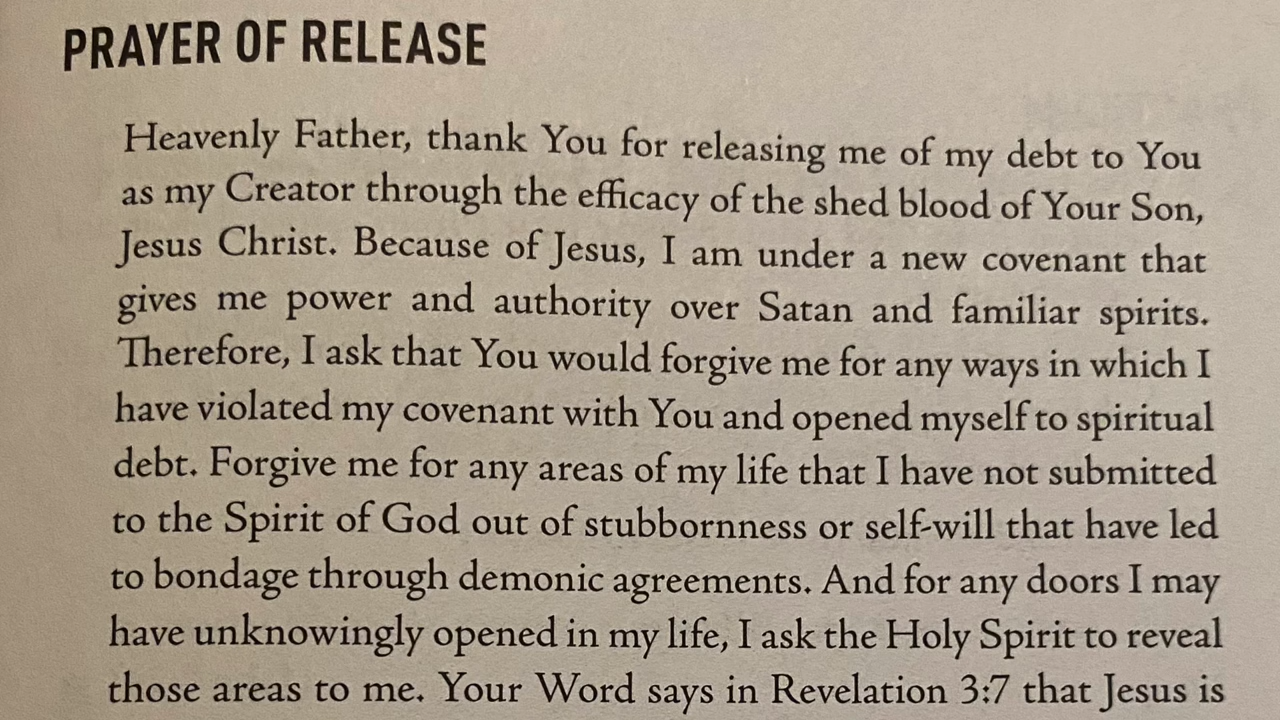 PRAYER OF RELEASE
Heavenly Father, thank You for releasing me of my debt to You
as my Creator through the efficacy of the shed blood of Your Son,
Jesus Christ. Because of Jesus, I am under a new covenant that
gives me power and authority over Satan and familiar spirits.
Therefore, I ask that You would forgive me for any ways in which I
have violated my covenant with You and opened myself to spiritual
debt. Forgive me for any areas of my life that I have not submitted
to the Spirit of God out of stubbornness or self-will that have led
to bondage through demonic agreements. And for any doors I may
have unknowingly opened in my life, I ask the Holy Spirit to reveal
those areas to me. Your Word says in Revelation 3:7 that Jesus is